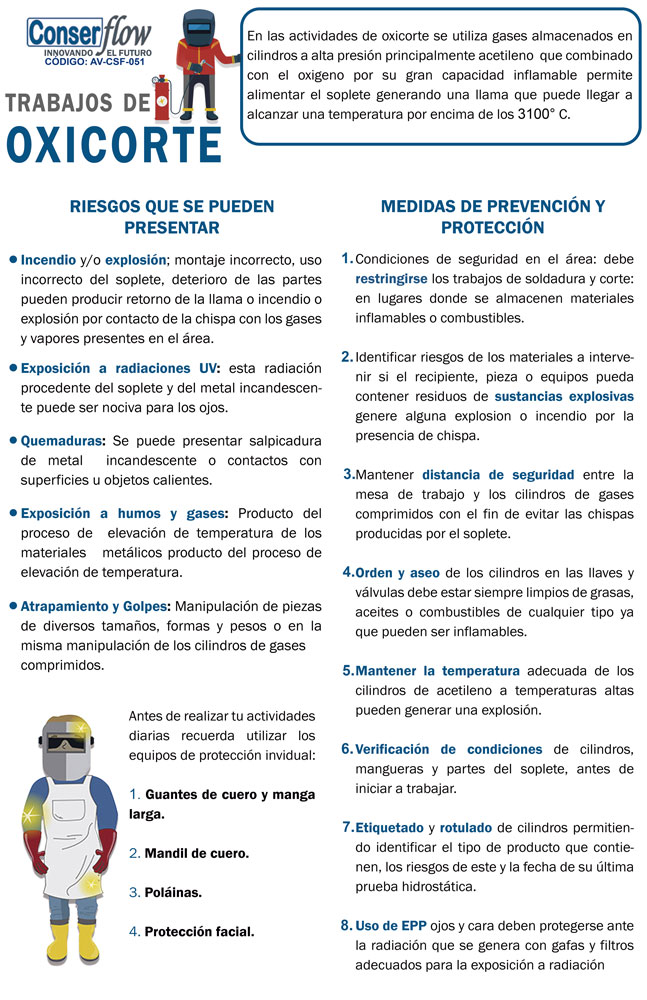 Conserflow
INNOVANDO EL FUTURO
CÓDIGO: AV-CSF-051
TRABAJOS DE
OXICORTE
En las actividades de oxicorte se utiliza gases almacenados en
cilindros a alta presión principalmente acetileno que combinado
con el oxigeno por su gran capacidad inflamable permite
alimentar el soplete generando una llama que puede llegar a
alcanzar una temperatura por encima de los 3100° C.
RIESGOS QUE SE PUEDEN
PRESENTAR
● Incendio y/o explosión; montaje incorrecto, uso
incorrecto del soplete, deterioro de las partes
pueden producir retorno de la llama o incendio o
explosión por contacto de la chispa con los gases
y vapores presentes en el área.
● Exposición a radiaciones UV: esta radiación
procedente del soplete y del metal incandescen-
te puede ser nociva para los ojos.
● Quemaduras: Se puede presentar salpicadura
de metal incandescente o contactos con
superficies u objetos calientes.
● Exposición a humos y gases: Producto del
proceso de elevación de temperatura de los
materiales metálicos producto del proceso de
elevación de temperatura.
● Atrapamiento y Golpes: Manipulación de piezas
de diversos tamaños, formas y pesos o en la
misma manipulación de los cilindros de gases
comprimidos.
Antes de realizar tu actividades
diarias recuerda utilizar los
equipos de protección invidual:
1. Guantes de cuero y manga
larga.
2. Mandil de cuero.
3. Poláinas.
4. Protección facial.
MEDIDAS DE PREVENCIÓN Y
PROTECCIÓN
1. Condiciones de seguridad en el área: debe
restringirse los trabajos de soldadura y corte:
en lugares donde se almacenen materiales
inflamables o combustibles.
2. Identificar riesgos de los materiales a interve-
nir si el recipiente, pieza o equipos pueda
contener residuos de sustancias explosivas
genere alguna explosion o incendio por la
presencia de chispa.
3. Mantener distancia de seguridad entre la
mesa de trabajo y los cilindros de gases
comprimidos con el fin de evitar las chispas
producidas por el soplete.
4. Orden y aseo de los cilindros en las llaves y
válvulas debe estar siempre limpios de grasas,
aceites o combustibles de cualquier tipo ya
que pueden ser inflamables.
5. Mantener la temperatura adecuada de los
cilindros de acetileno a temperaturas altas
pueden generar una explosión.
6. Verificación de condiciones de cilindros,
mangueras y partes del soplete, antes de
iniciar a trabajar.
7. Etiquetado y rotulado de cilindros permitien-
do identificar el tipo de producto que contie-
nen, los riesgos de este y la fecha de su última
prueba hidrostática.
8. Uso de EPP ojos y cara deben protegerse ante
la radiación que se genera con gafas y filtros
adecuados para la exposición a radiación